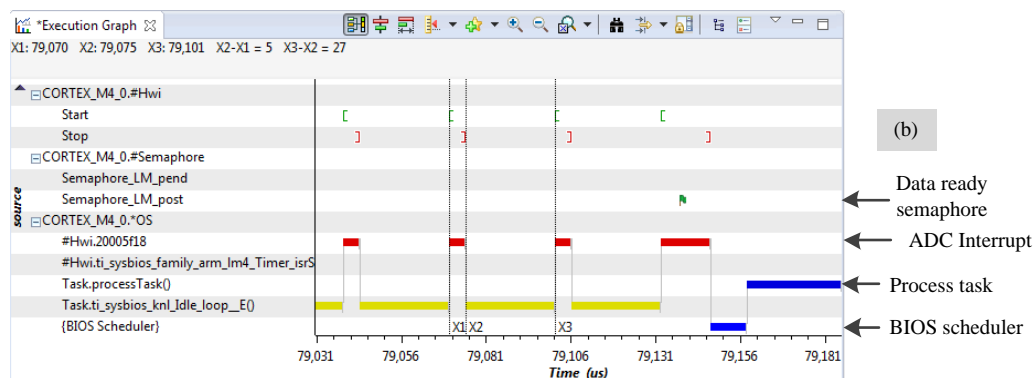 *Execution Graph
X1: 79,070 X2: 79,075 X3: 79,101 X2-X1 = 5 X3-X2 = 27
CORTEX_M4_0.#Hwi
Start
Stop
(b)
CORTEX_M4_0.#Semaphore
Semaphore_LM_pend
Data ready
semaphore
Semaphore_LM_post
source
CORTEX_M4_0.*OS
#Hwi.20005f18
ADC Interrupt
#Hwi.ti_sysbios_family_arm_lm4_Timer_isrS
Task.processTask()
Process task
Task.ti_sysbios_knl_Idle_loop__E()
{BIOS Scheduler}
X1 X2 X3
BIOS scheduler
79,031 79,056 79,081 79,106 79,131 79,156 79,181
Time (us)